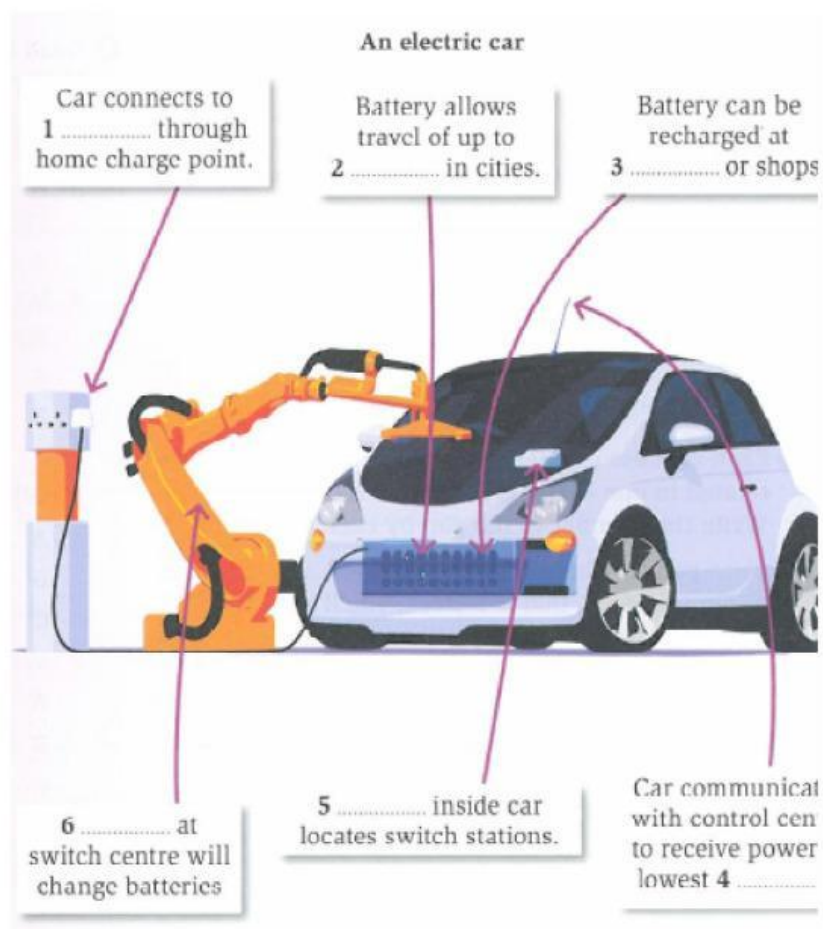 An electric car
Car connects to
1 ................ through
home charge point.
Battery allows
travel of up to
2 ................ in cities.
Battery can be
recharged at
3 ................ or shops
6 ................ at
switch centre will
change batteries
5 ................ inside car
locates switch stations.
Car communicat
with control cen
to receive power
lowest 4 ..............